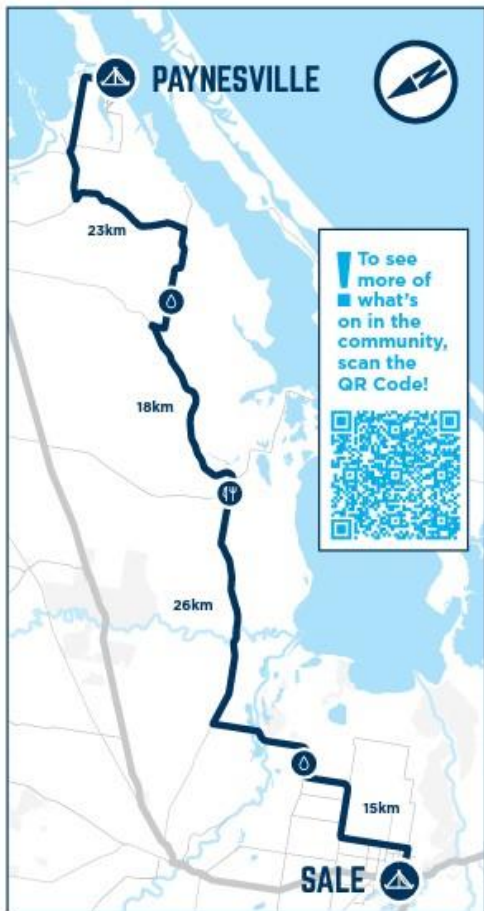 PAYNESVILLE
N
23km
! To see
more of
what's
on in the
community,
scan the
QR Code!
18km
26km
15km
SALE